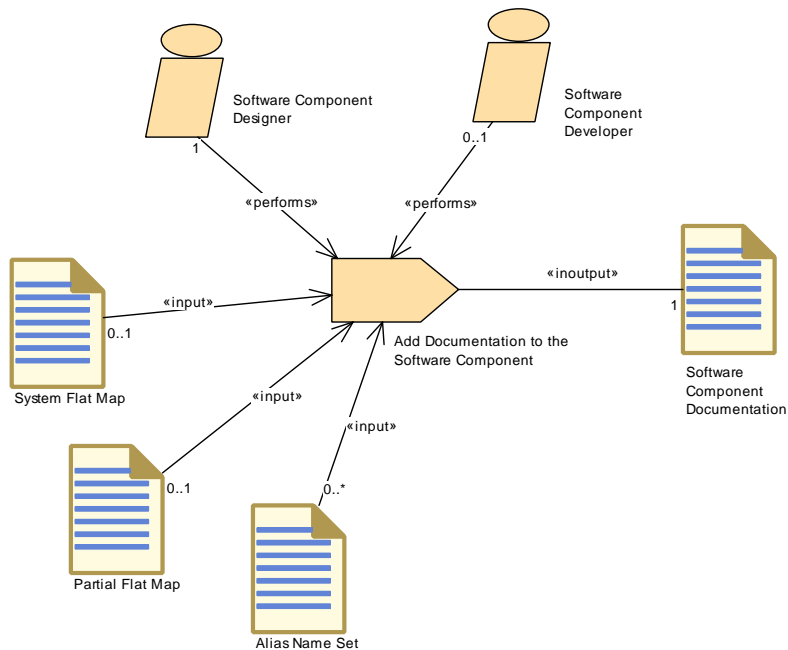 Software Component
Designer
Software
Component
Developer
1
0..1
«performs»
«performs»
«inoutput»
1
«input»
0..1
System Flat Map
Add Documentation to the
Software Component
Software
Component
Documentation
«input»
0..1
«input»
0..*
Partial Flat Map
Alias Name Set